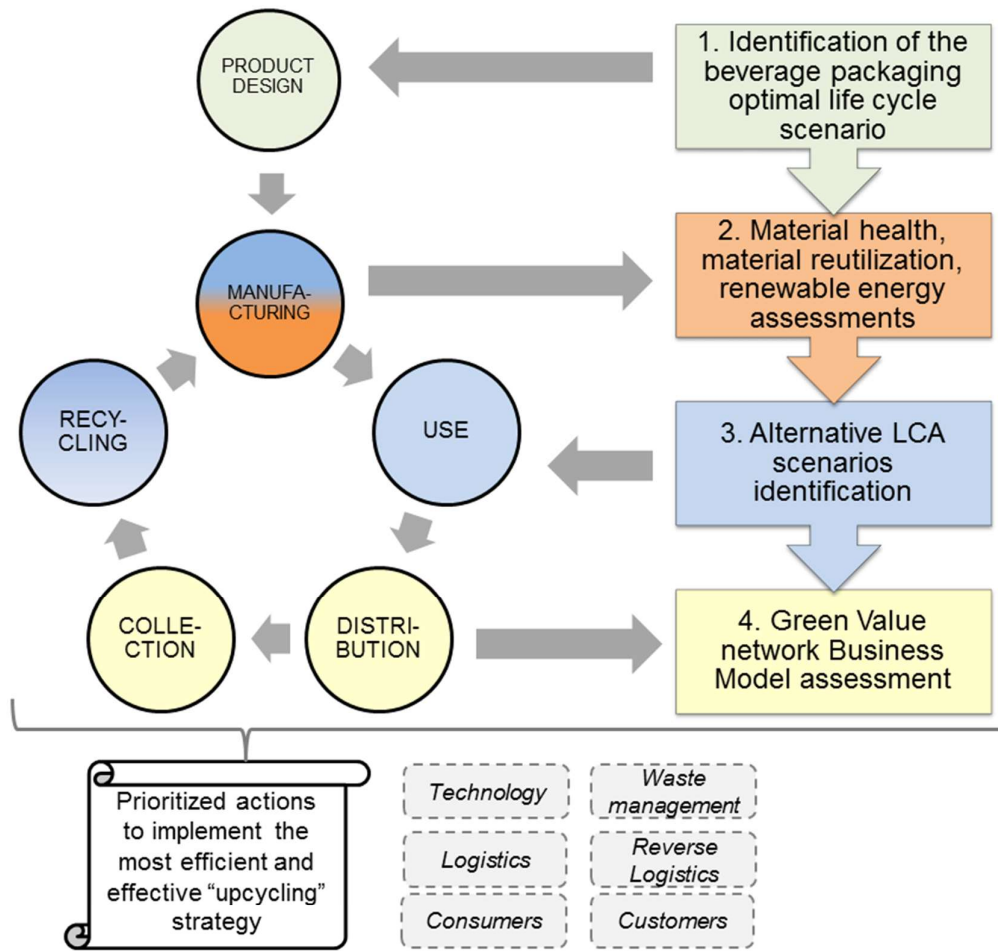 PRODUCT
DESIGN
1. Identification of the
beverage packaging
optimal life cycle
scenario
MANUFA-
CTURING
2. Material health,
material reutilization,
renewable energy
assessments
RECY-
CLING
USE
3. Alternative LCA
scenarios
identification
COLLE-
CTION
DISTRI-
BUTION
4. Green Value
network Business
Model assessment
Prioritized actions
to implement the
most efficient and
effective “upcycling”
strategy
Technology
Waste
management
Logistics
Reverse
Logistics
Consumers
Customers